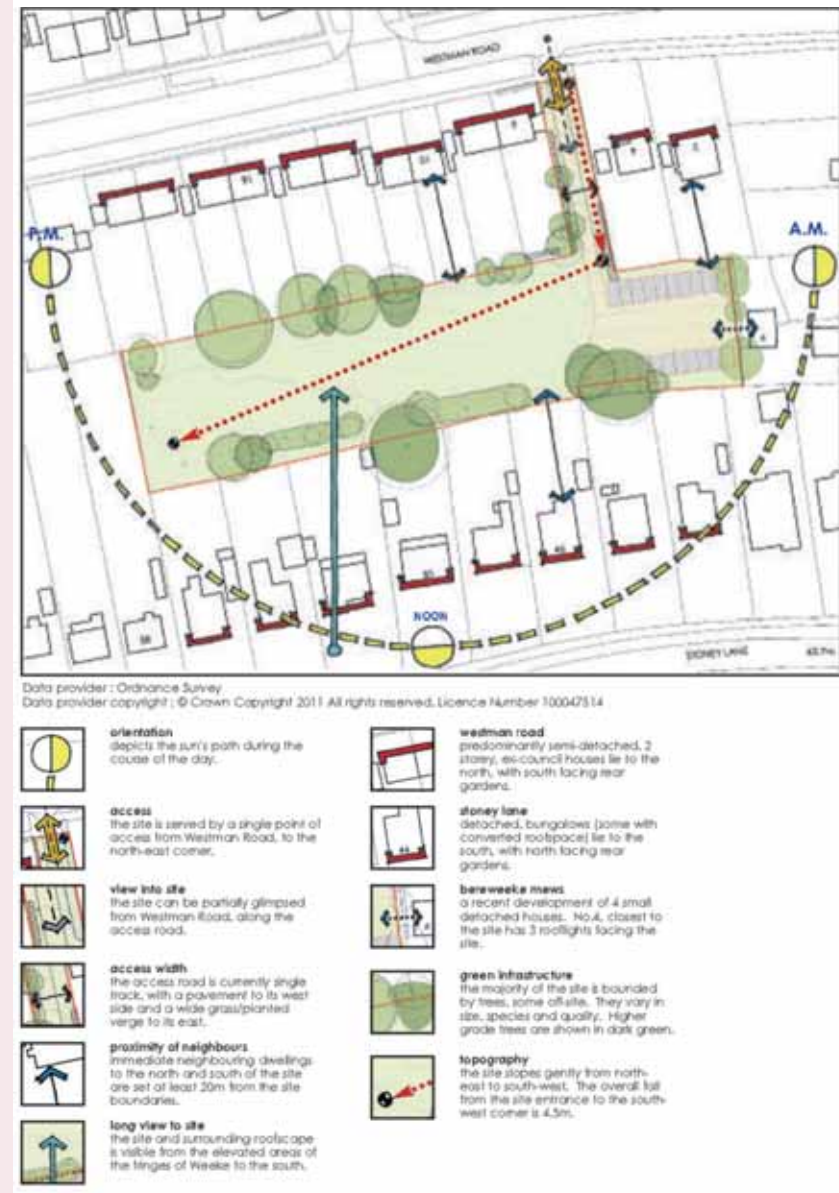 WESTMAN ROAD
P.M.
A.M.
NOON
STONEY LANE
Data provider : Ordnance Survey
Data provider copyright : © Crown Copyright 2011 All rights reserved. Licence Number 100047514
orientation
depicts the sun's path during the
course of the day.
access
the site is served by a single point of
access from Westman Road, to the
north-east corner.
view into site
the site can be partially glimpsed
from Westman Road, along the
access road.
access width
the access road is currently single
track, with a pavement to its west
side and a wide grass/planted
verge to its east.
proximity of neighbours
immediate neighbouring dwellings
to the north and south of the site
are set at least 20m from the site
boundaries.
long view to site
the site and surrounding roofscape
is visible from the elevated areas of
the fringes of Weeke to the south.
westman road
predominantly semi-detached, 2
storey, ex-council houses lie to the
north, with south facing rear
gardens.
stoney lane
detached, bungalows (some with
converted roofspace) lie to the
south, with north facing rear
gardens.
bereweeke mews
a recent development of 4 small
detached houses. No.4, closest to
the site has 3 rooflights facing the
site.
green infrastructure
the majority of the site is bounded
by trees, some off-site. They vary in
size, species and quality. Higher
grade trees are shown in dark green.
topography
the site slopes gently from north-
east to south-west. The overall fall
from the site entrance to the south-
west corner is 4.5m.